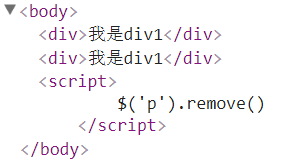 ▼<body>
<div>我是div1</div>
<div>我是div1</div>
<script>
$('p').remove()
</script>
</body>